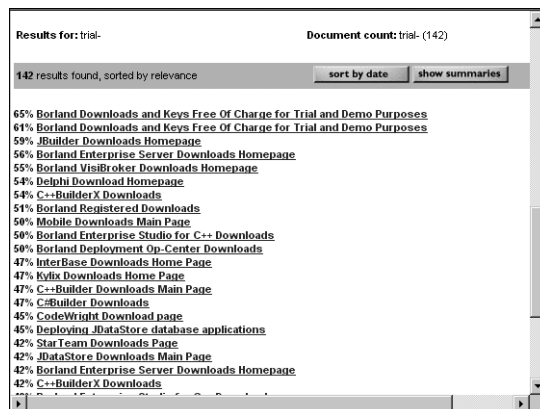 Results for: trial- Document count: trial- (142)
142 results found, sorted by relevance sort by date show summaries
65% Borland Downloads and Keys Free Of Charge for Trial and Demo Purposes
61% Borland Downloads and Keys Free Of Charge for Trial and Demo Purposes
59% JBuilder Downloads Homepage
56% Borland Enterprise Server Downloads Homepage
55% Borland VisiBroker Downloads Homepage
54% Delphi Download Homepage
54% C++BuilderX Downloads
51% Borland Registered Downloads
50% Mobile Downloads Main Page
50% Borland Enterprise Studio for C++ Downloads
50% Borland Deployment Op-Center Downloads
47% InterBase Downloads Home Page
47% Kylix Downloads Home Page
47% C++Builder Downloads Main Page
47% C#Builder Downloads
45% CodeWright Download page
45% Deploying JDataStore database applications
42% StarTeam Downloads Page
42% JDataStore Downloads Main Page
42% Borland Enterprise Server Downloads Homepage
42% C++BuilderX Downloads